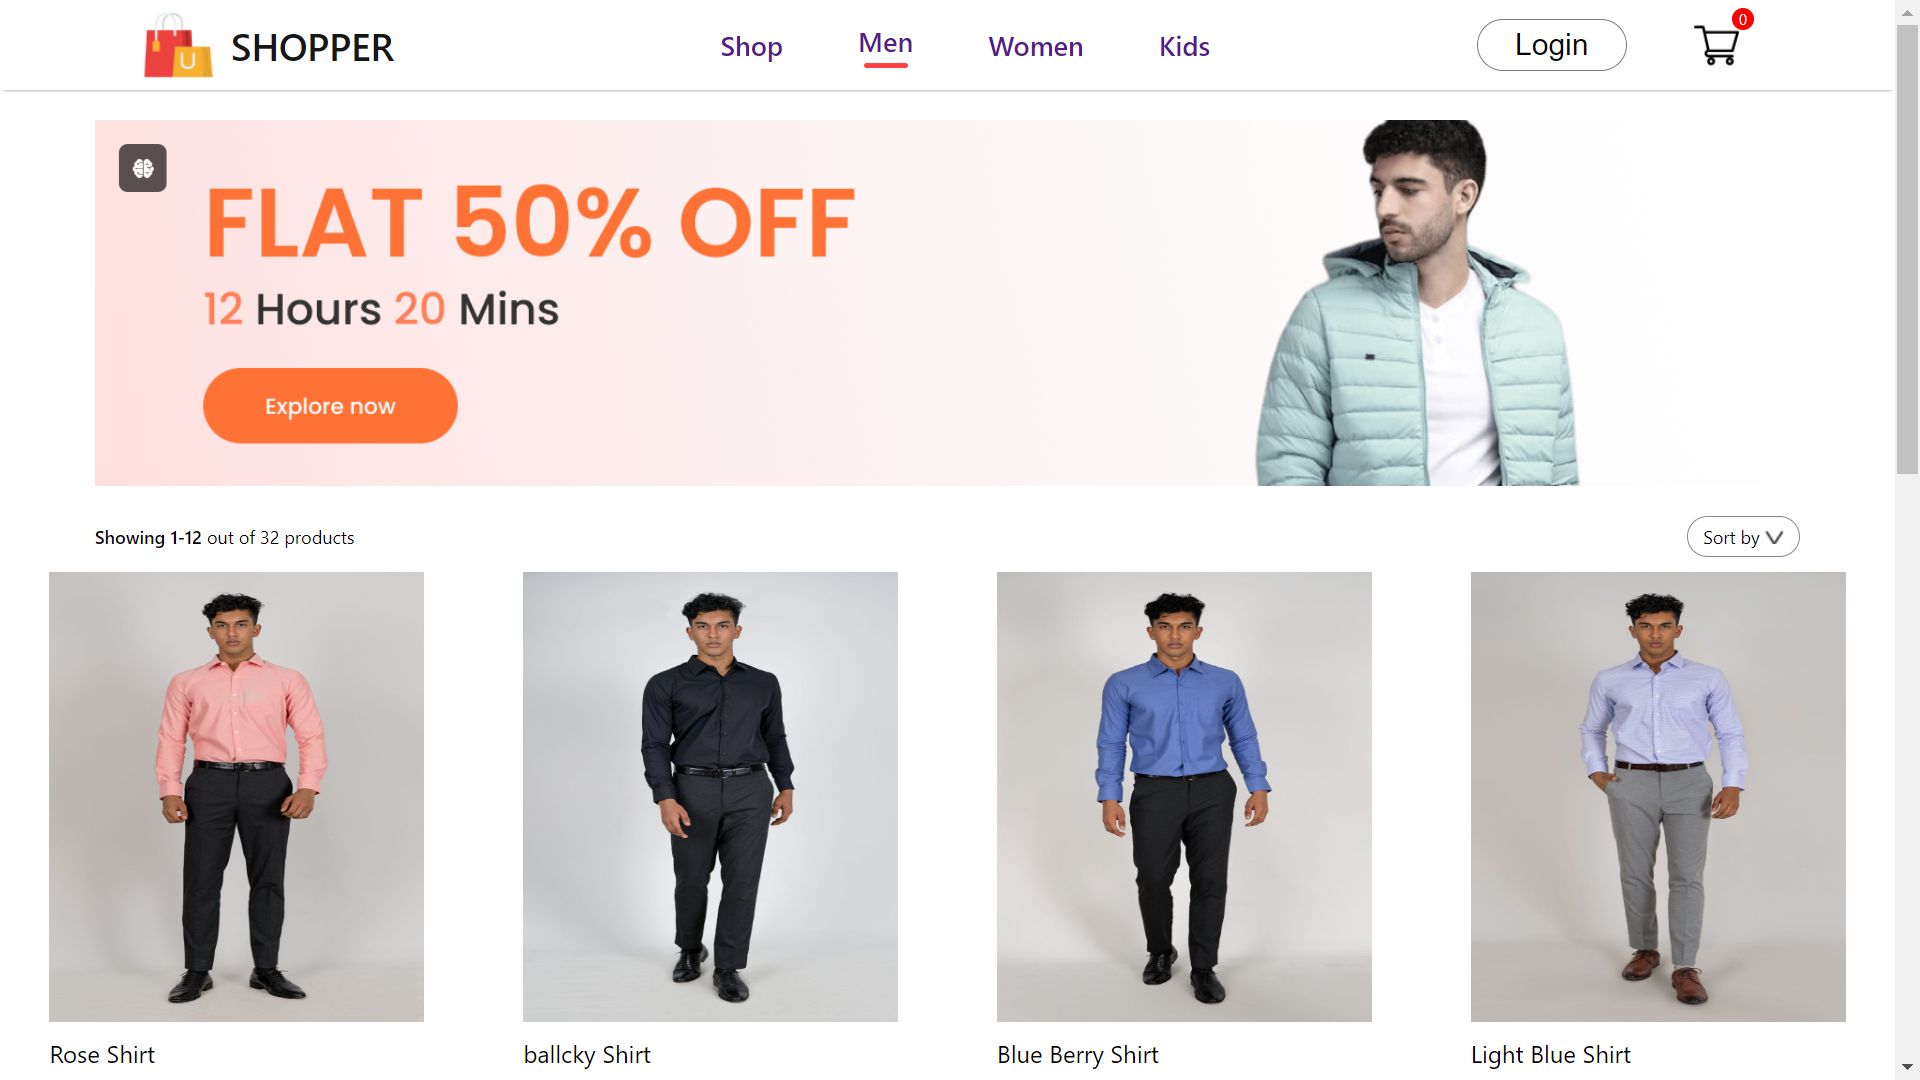 U
SHOPPER
Shop
Men
Women
Kids
Login
0
FLAT 50% OFF
12 Hours 20 Mins
Explore now
Showing 1-12 out of 32 products
Sort by
Rose Shirt
ballcky Shirt
Blue Berry Shirt
Light Blue Shirt